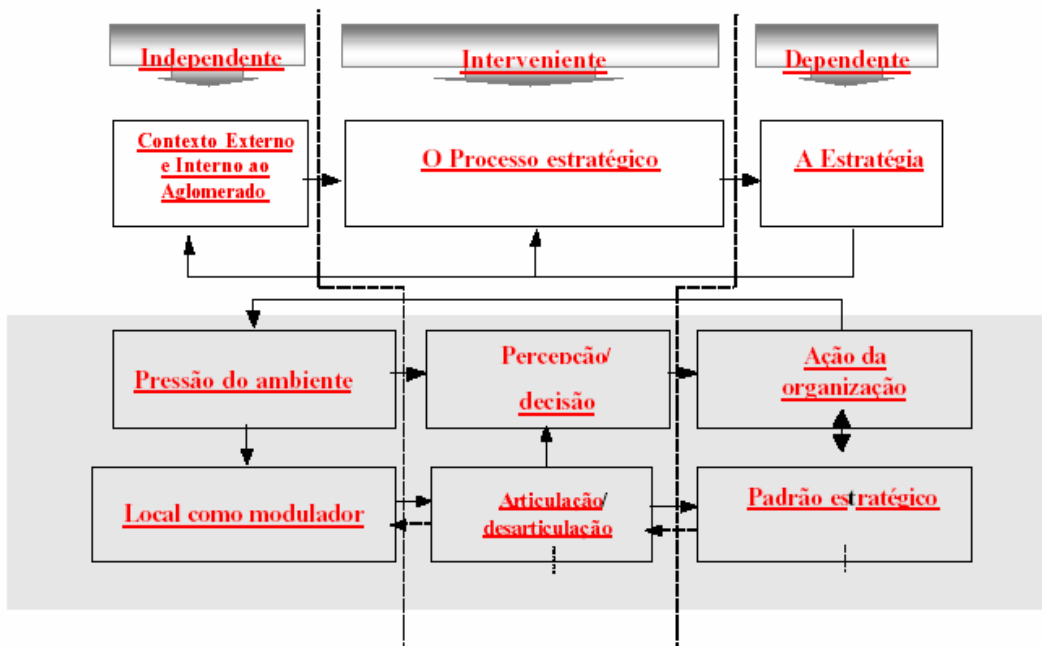 Independente
Interveniente
Dependente
Contexto Externo
e Interno ao
Aglomerado
O Processo estratégico
A Estratégia
Pressão do ambiente
Percepção/
decisão
Ação da
organização
Local como modulador
Articulação/
desarticulação
Padrão estratégico